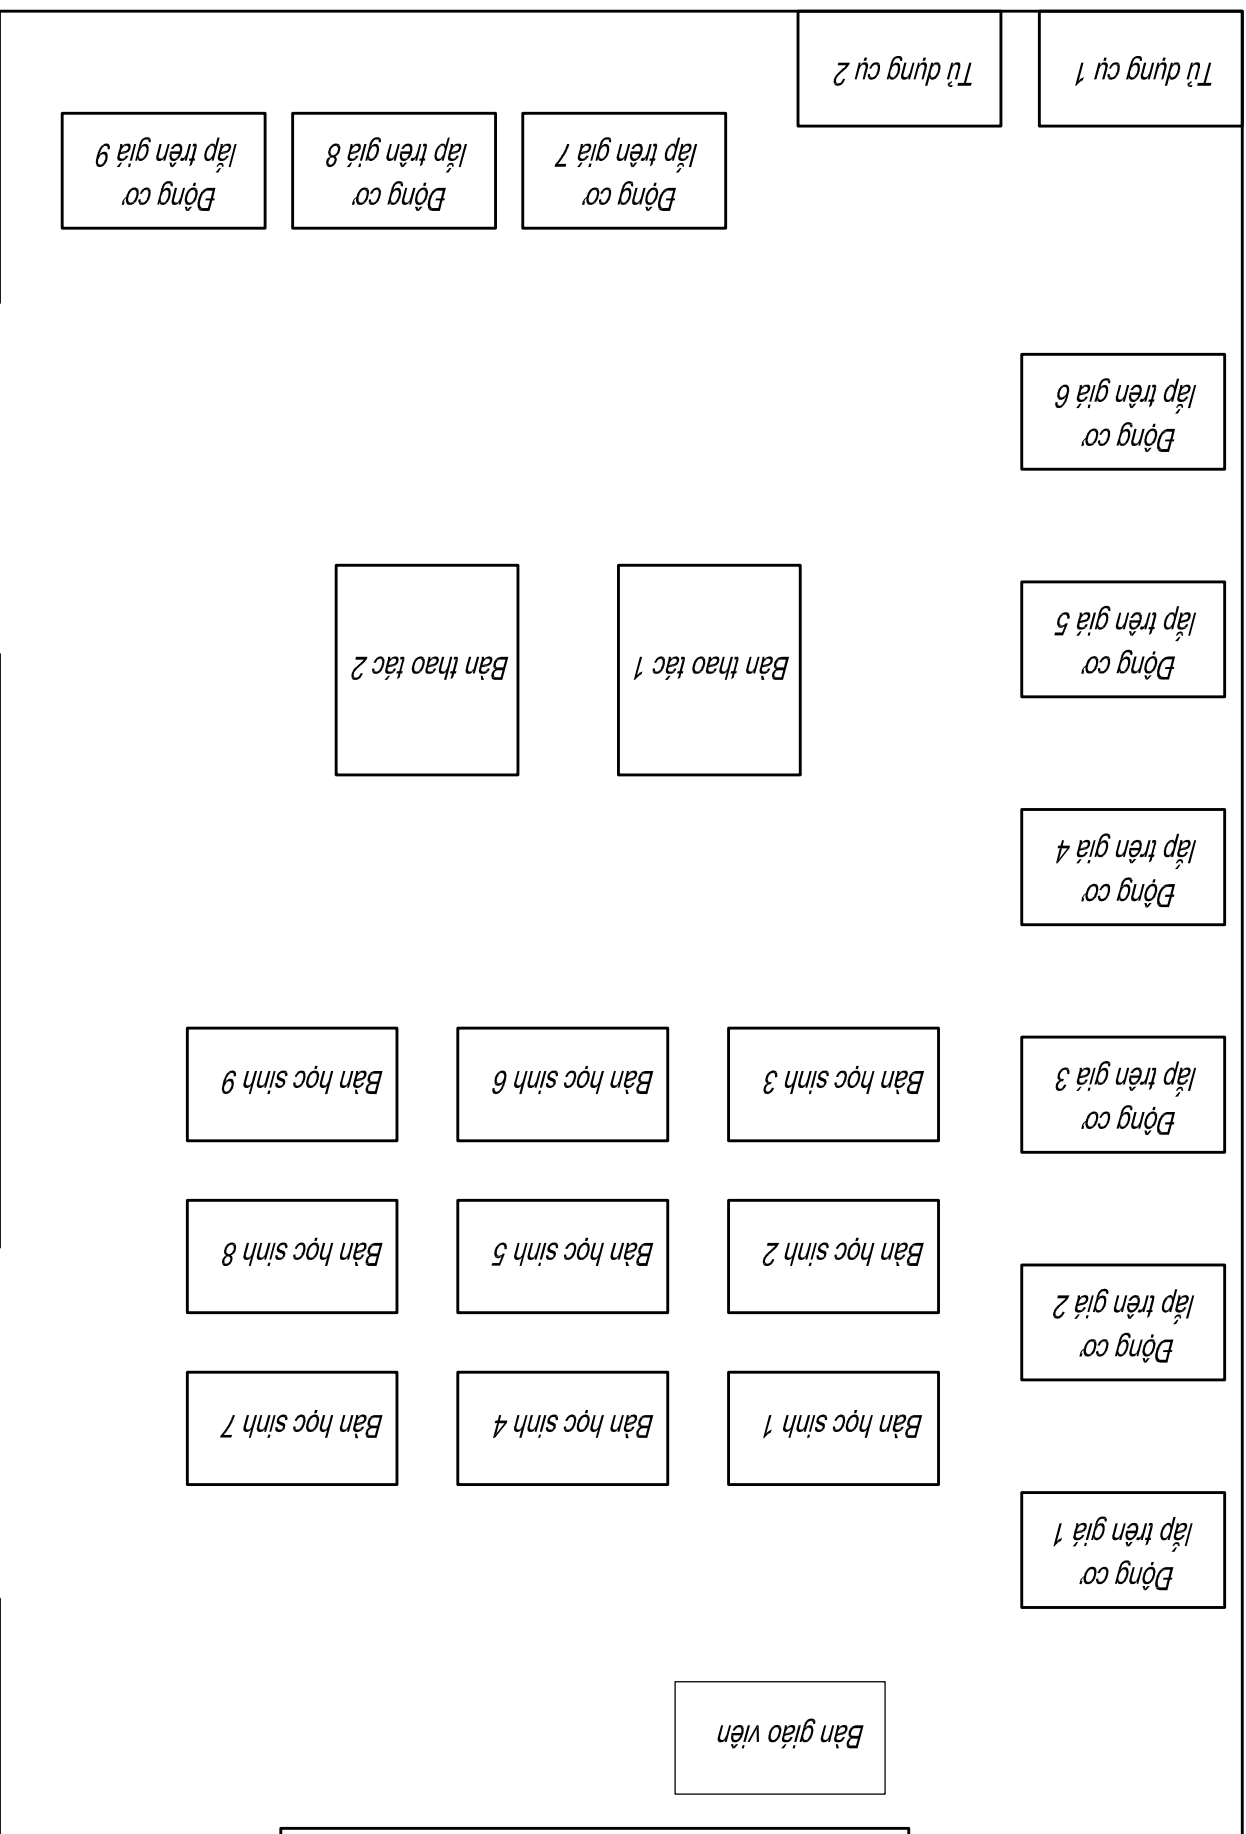 Bàn giáo viên
Động cơ
lắp trên giá 1
Bàn học sinh 1
Bàn học sinh 4
Bàn học sinh 7
Động cơ
lắp trên giá 2
Bàn học sinh 2
Bàn học sinh 5
Bàn học sinh 8
Động cơ
lắp trên giá 3
Bàn học sinh 3
Bàn học sinh 6
Bàn học sinh 9
Động cơ
lắp trên giá 4
Động cơ
lắp trên giá 5
Bàn thao tác 1
Bàn thao tác 2
Động cơ
lắp trên giá 6
Động cơ
lắp trên giá 7
Động cơ
lắp trên giá 8
Động cơ
lắp trên giá 9
Tủ dụng cụ 1
Tủ dụng cụ 2